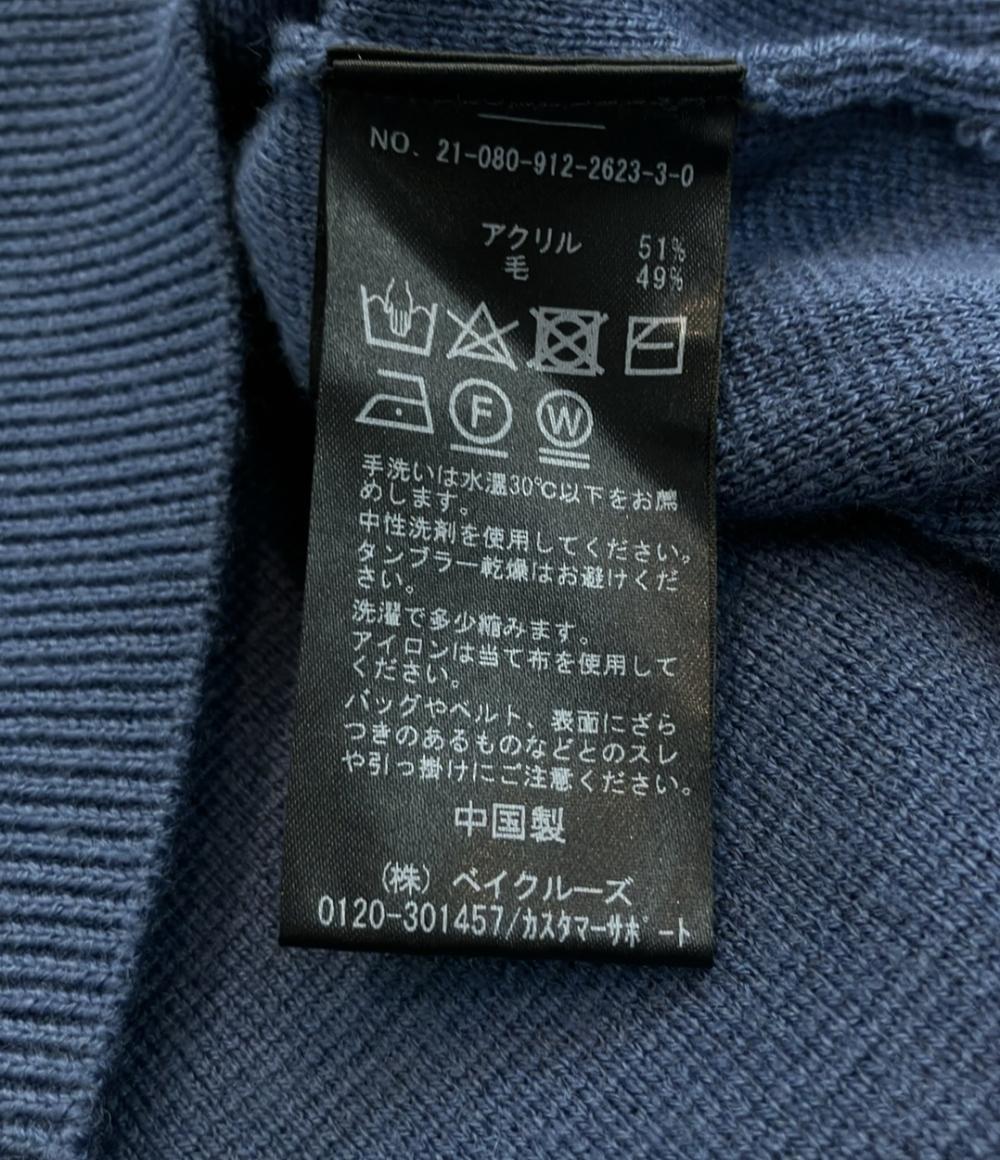 NO. 21-080-912-2623-3-0
アクリル 51%
毛 49%
F W
手洗いは水温30℃以下をお薦
めします。
中性洗剤を使用してください。
タンブラー乾燥はお避けくだ
さい。
洗濯で多少縮みます。
アイロンは当て布を使用して
ください。
バッグやベルト、表面にざら
つきのあるものなどとのスレ
や引っ掛けにご注意ください。
中国製
(株) ベイクルーズ
0120-301457/カスタマーサポート